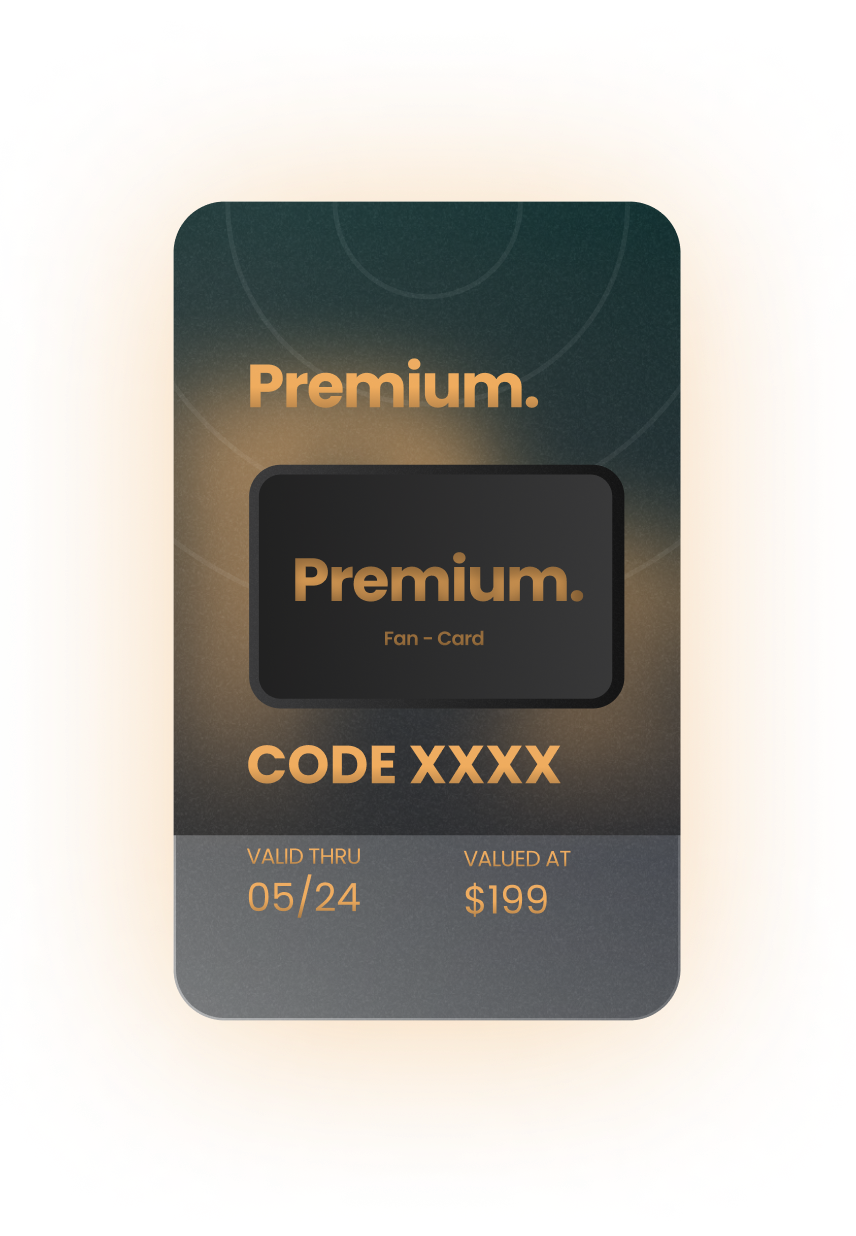 Premium.
Premium.
Fan - Card
CODE XXXX
VALID THRU
05/24
VALUED AT
$199